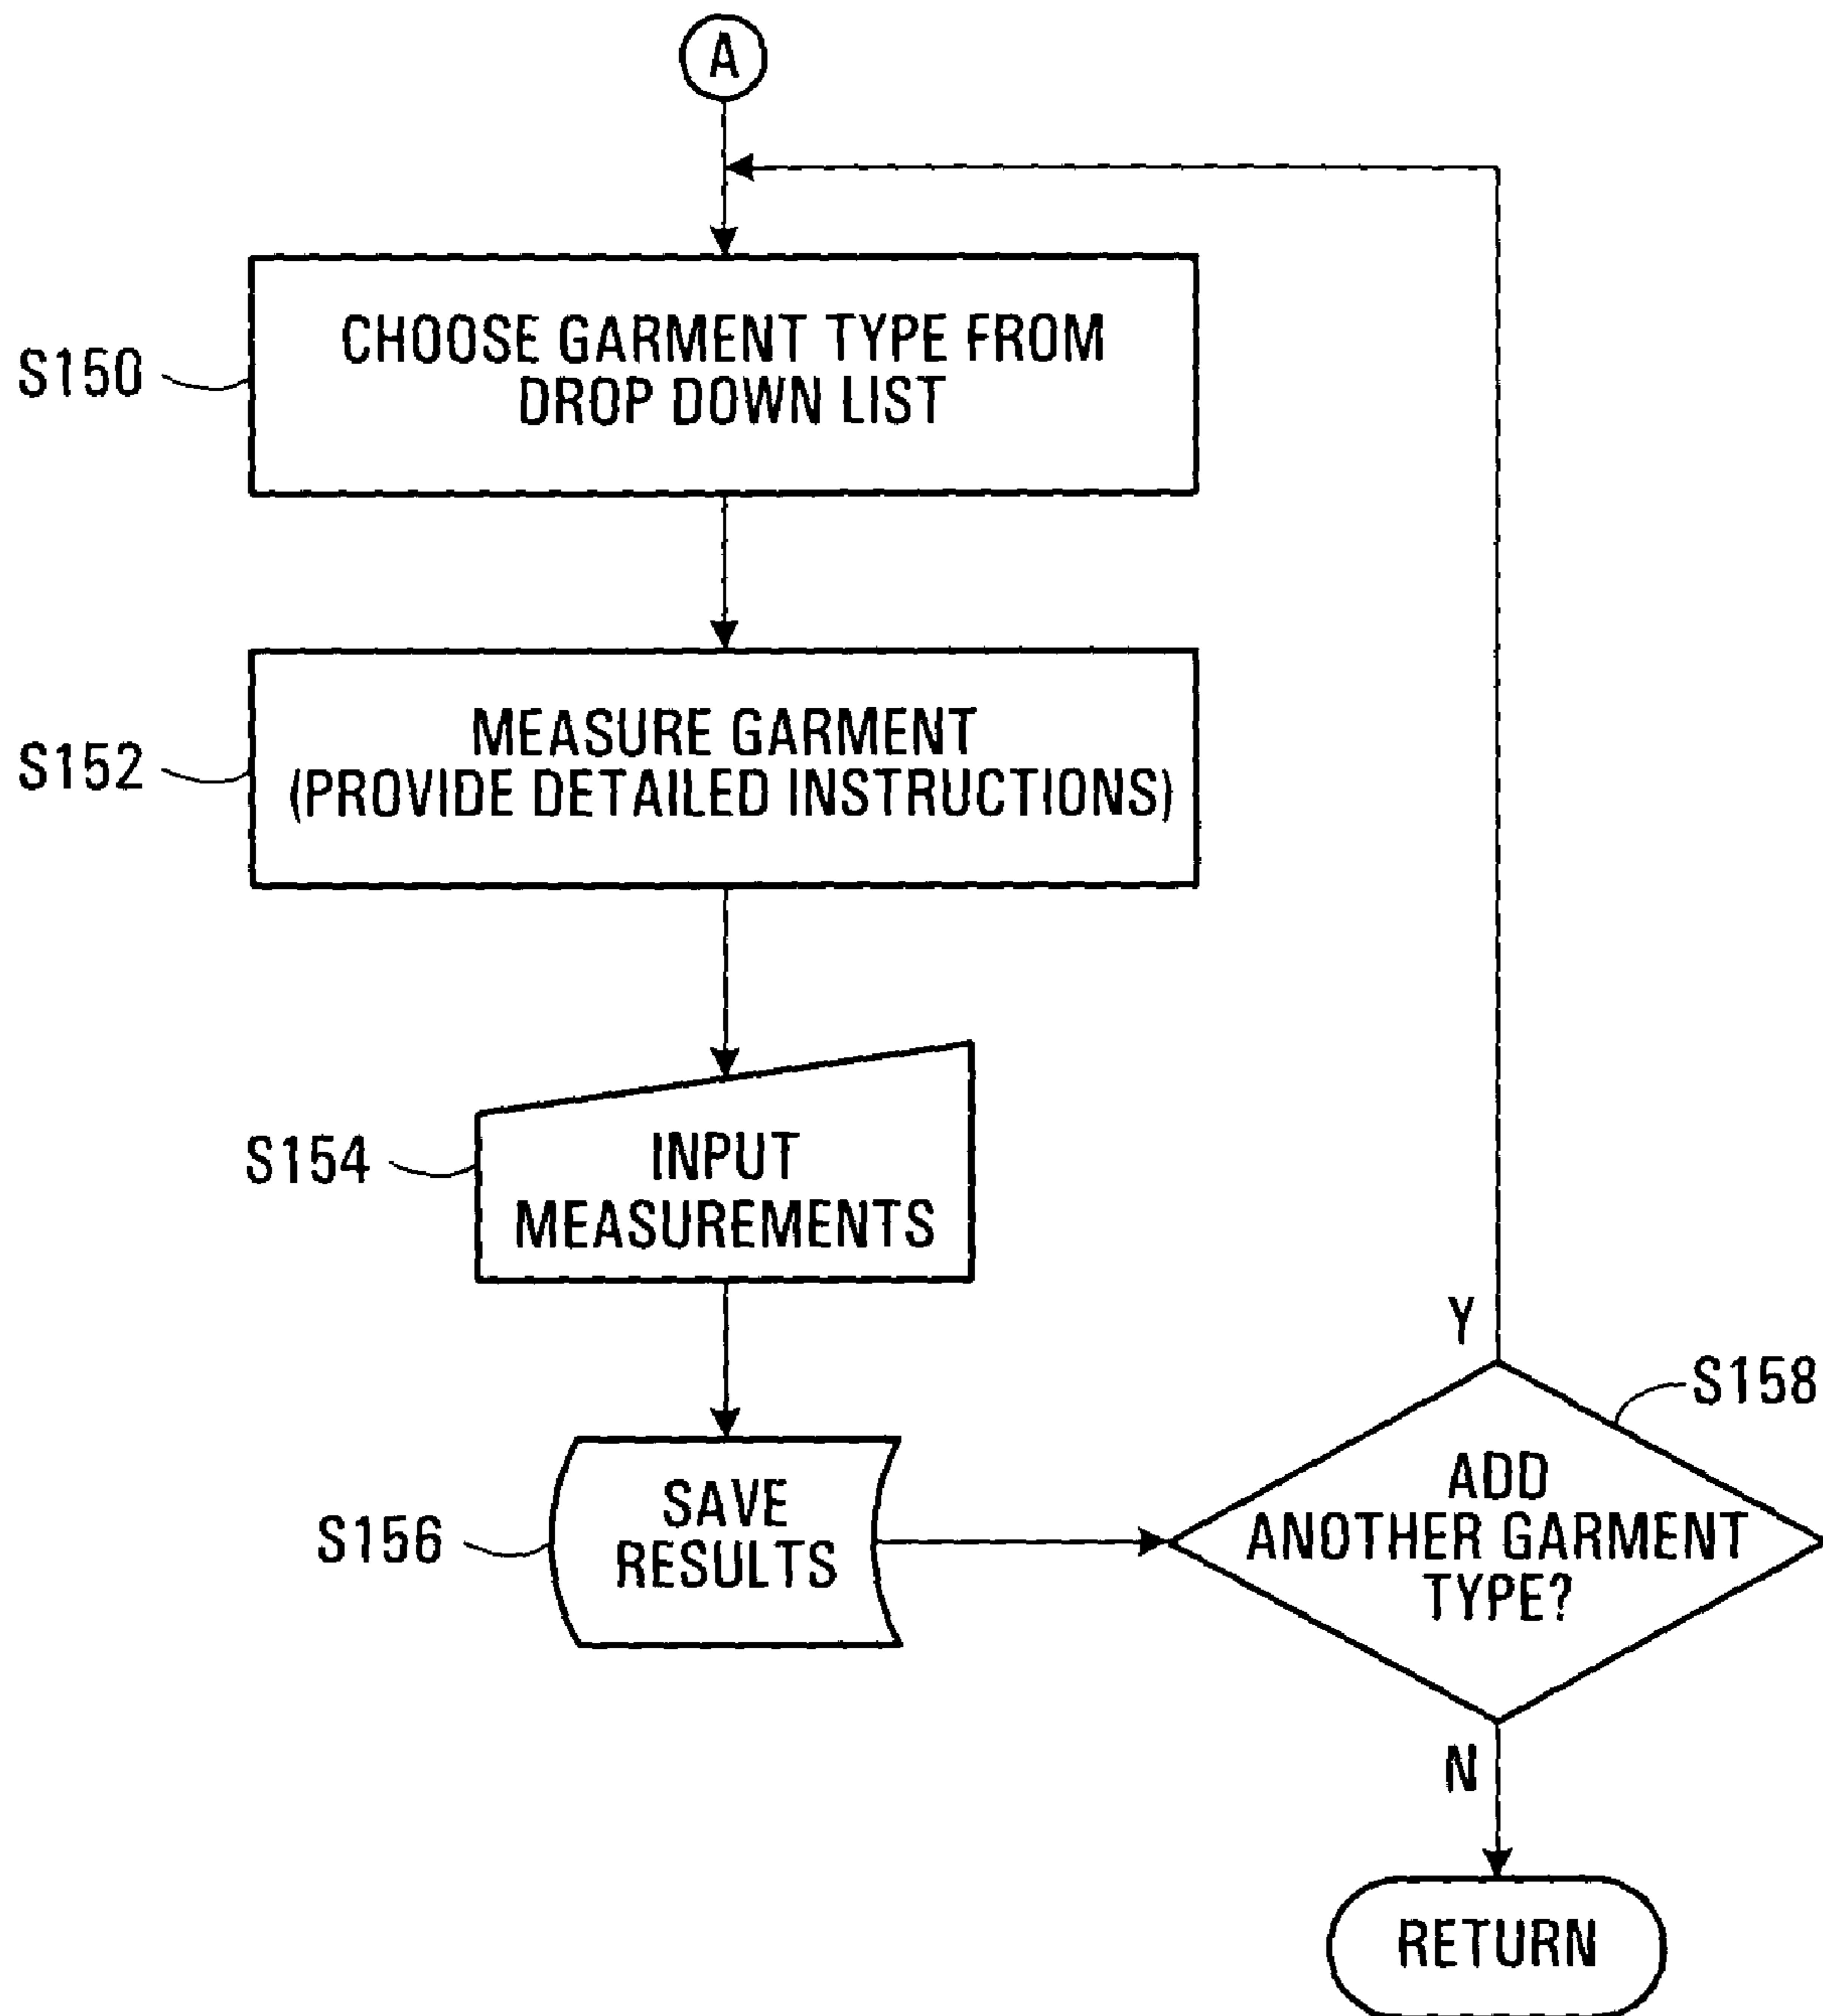 A
S150
CHOOSE GARMENT TYPE FROM
DROP DOWN LIST
S152
MEASURE GARMENT
(PROVIDE DETAILED INSTRUCTIONS)
S154
INPUT
MEASUREMENTS
S156
SAVE
RESULTS
Y
S158
ADD
ANOTHER GARMENT
TYPE?
N
RETURN